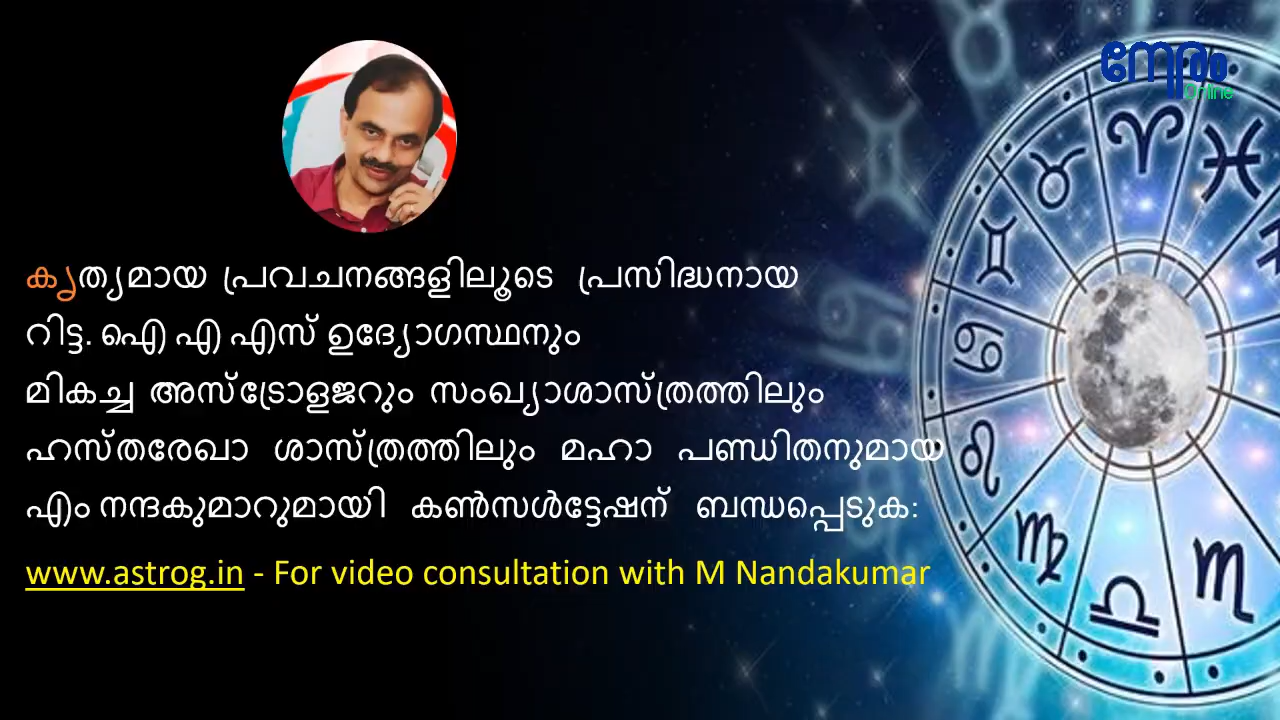 നേരം
Online
കൃത്യമായ പ്രവചനങ്ങളിലൂടെ പ്രസിദ്ധനായ
റിട്ട. ഐ എ എസ് ഉദ്യോഗസ്ഥനും
മികച്ച അസ്ട്രോളജറും സംഖ്യാശാസ്ത്രത്തിലും
ഹസ്തരേഖാ ശാസ്ത്രത്തിലും മഹാ പണ്ഡിതനുമായ
എം നന്ദകുമാറുമായി കൺസൾട്ടേഷന് ബന്ധപ്പെടുക:
www.astrog.in - For video consultation with M Nandakumar